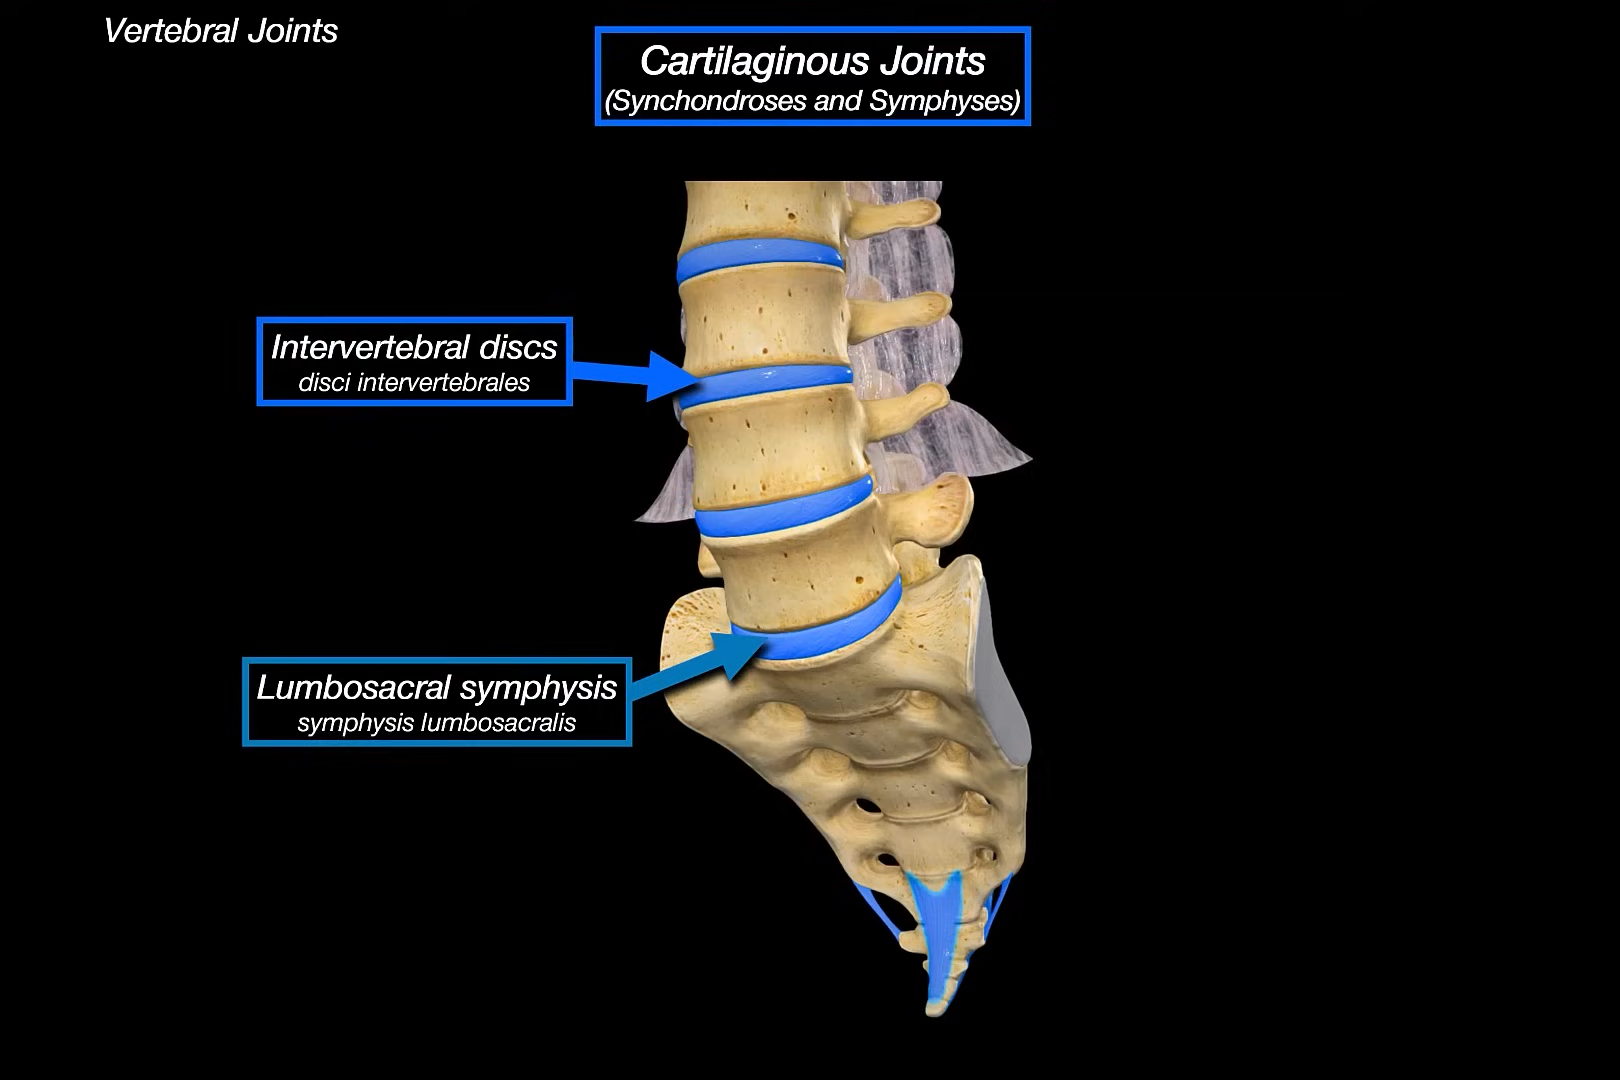 Vertebral Joints
Cartilaginous Joints
(Synchondroses and Symphyses)
Intervertebral discs
disci intervertebrales
Lumbosacral symphysis
symphysis lumbosacralis